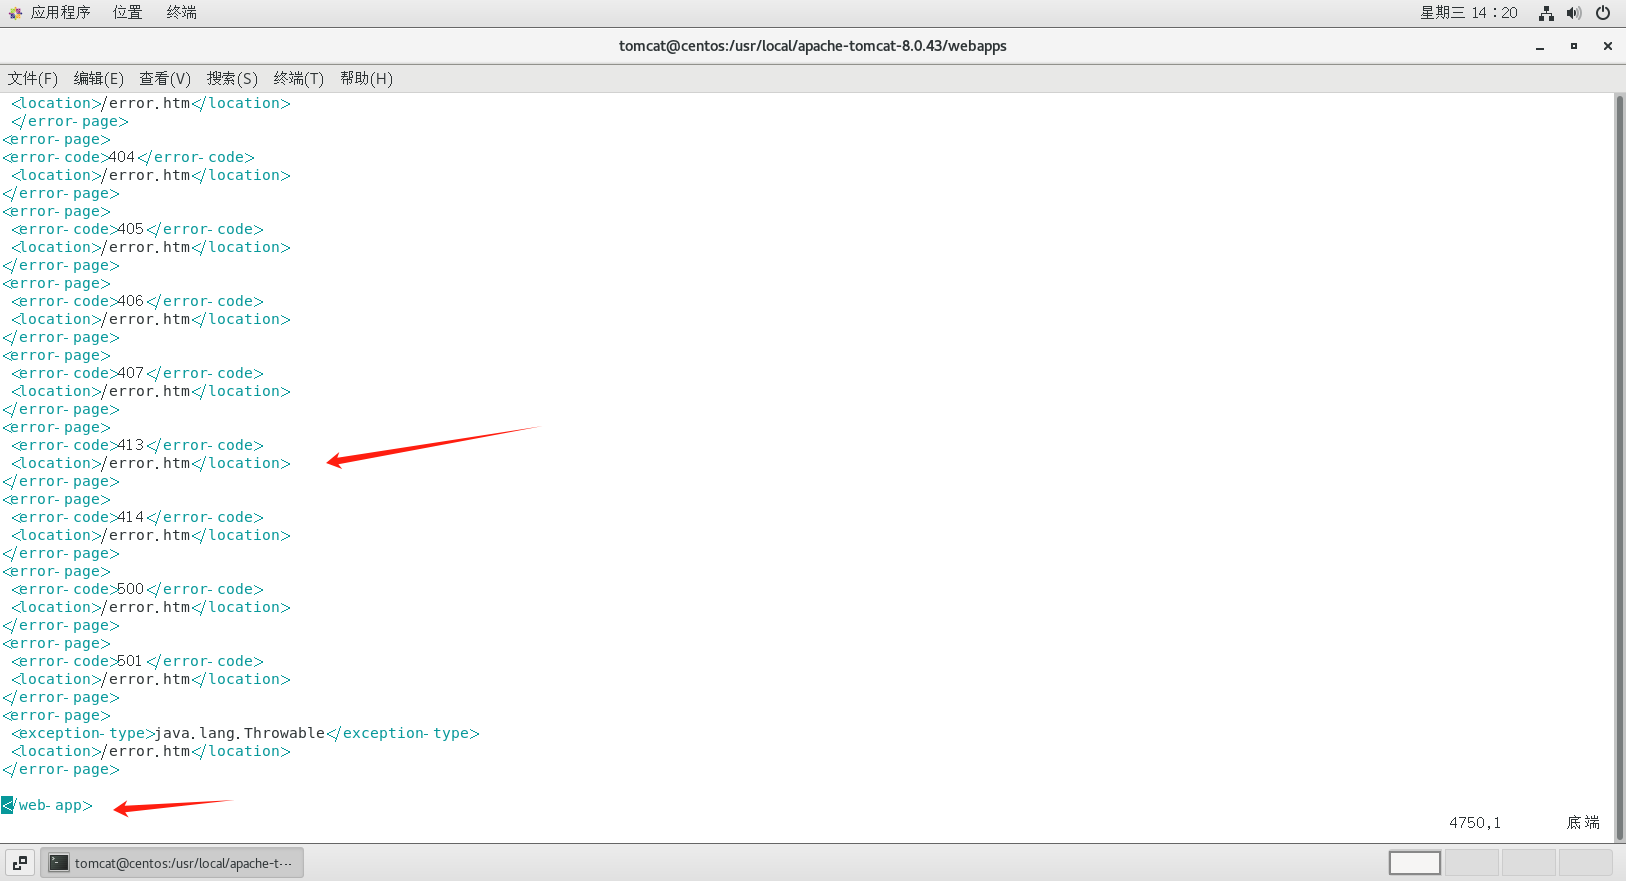 应用程序 位置 终端 星期三 14：20
tomcat@centos:/usr/local/apache-tomcat-8.0.43/webapps
文件(F) 编辑(E) 查看(V) 搜索(S) 终端(T) 帮助(H)
<location>/error.htm</location>
</error-page>
<error-page>
<error-code>404</error-code>
<location>/error.htm</location>
</error-page>
<error-page>
<error-code>405</error-code>
<location>/error.htm</location>
</error-page>
<error-page>
<error-code>406</error-code>
<location>/error.htm</location>
</error-page>
<error-page>
<error-code>407</error-code>
<location>/error.htm</location>
</error-page>
<error-page>
<error-code>413</error-code>
<location>/error.htm</location>
</error-page>
<error-page>
<error-code>414</error-code>
<location>/error.htm</location>
</error-page>
<error-page>
<error-code>500</error-code>
<location>/error.htm</location>
</error-page>
<error-page>
<error-code>501</error-code>
<location>/error.htm</location>
</error-page>
<error-page>
<exception-type>java.lang.Throwable</exception-type>
<location>/error.htm</location>
</error-page>
</web-app>
4750,1 底端
tomcat@centos:/usr/local/apache-t···